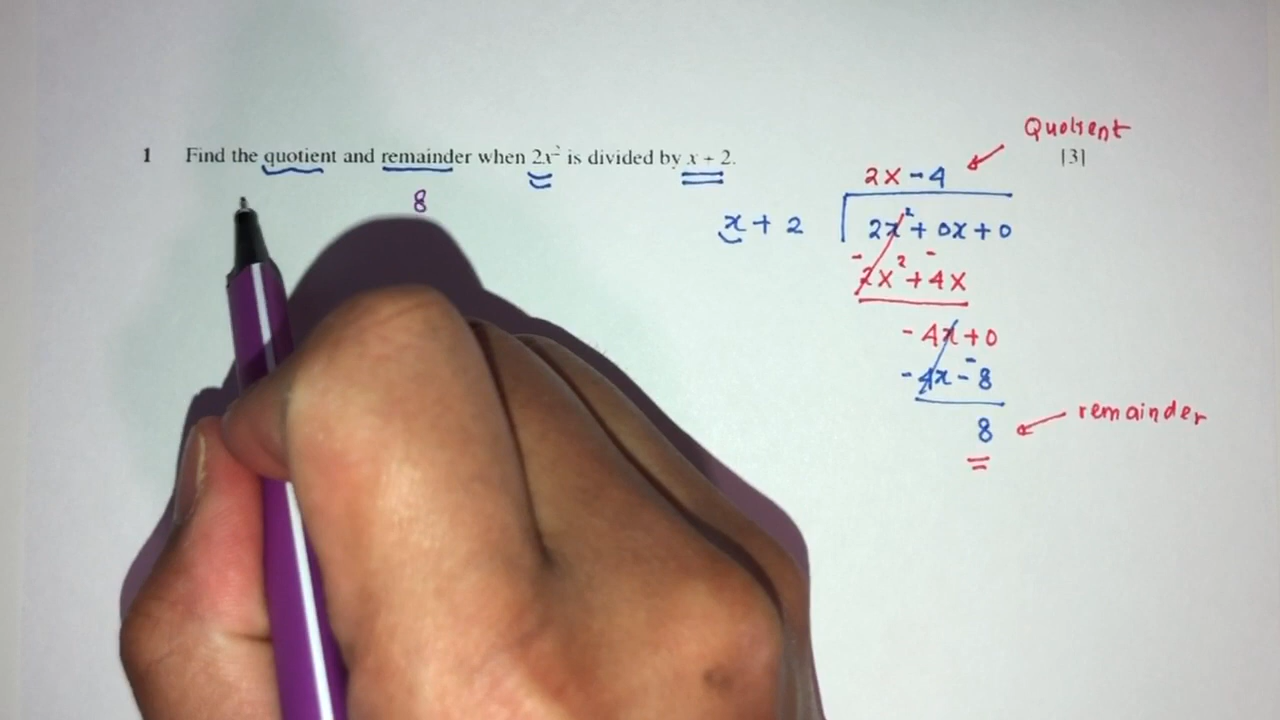 1 Find the quotient and remainder when 2x² is divided by x + 2. [3]
8
Quotient
2x - 4
x + 2 2x² + 0x + 0
2x² + 4x
- 4x + 0
- 4x - 8
8
remainder